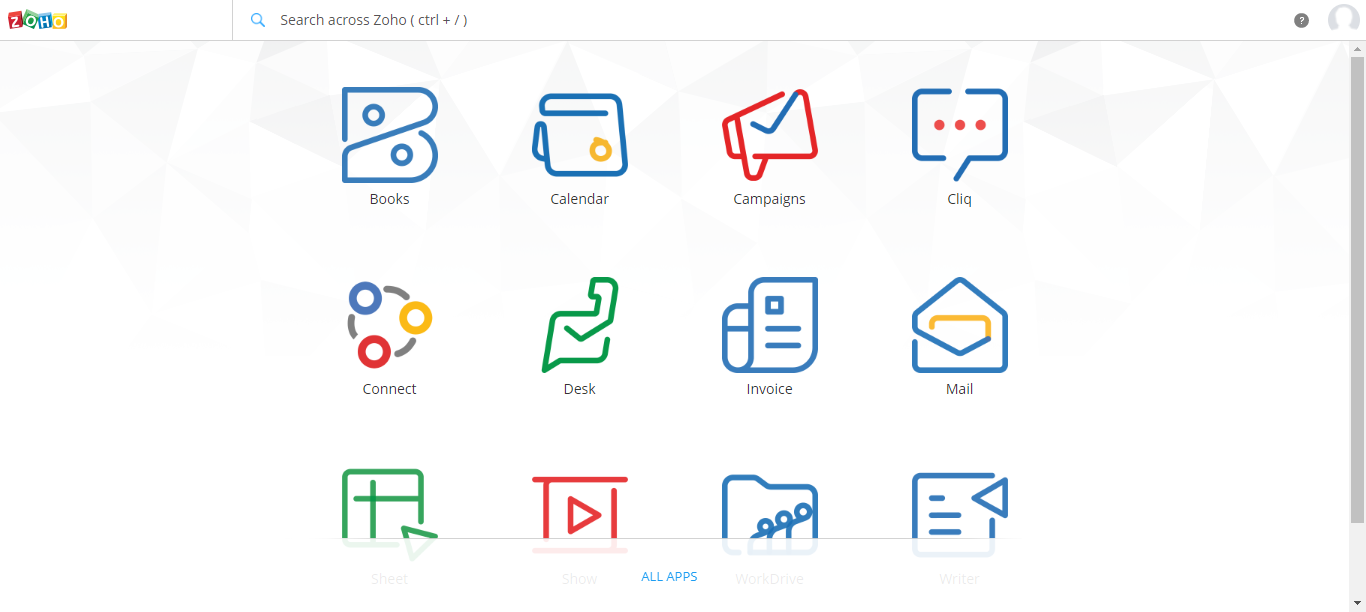 ZOHO
Search across Zoho ( ctrl + / )
?
Books
Calendar
Campaigns
Cliq
Connect
Desk
Invoice
Mail
Sheet
Show
WorkDrive
Writer
ALL APPS